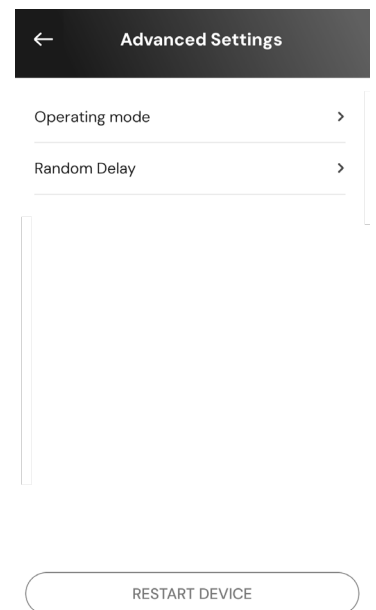 Advanced Settings
Operating mode
Random Delay
RESTART DEVICE